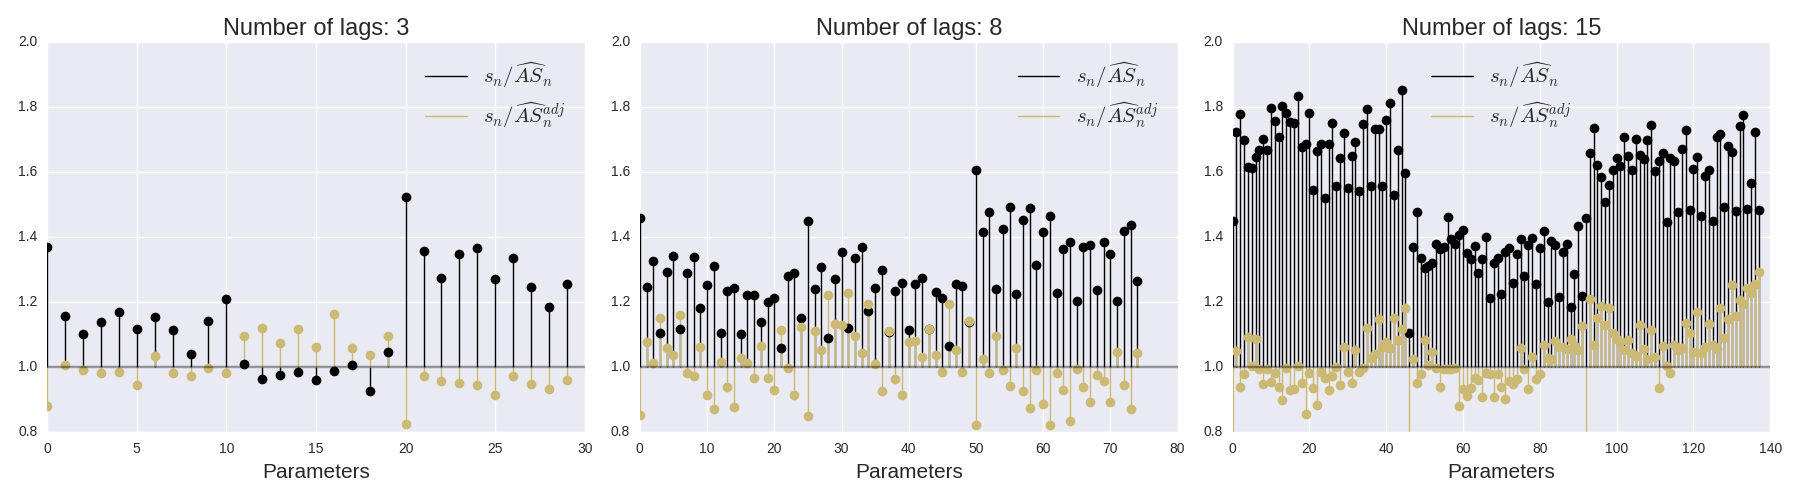 Number of lags: 3
2.0
1.8
1.6
1.4
1.2
1.0
0.8
0 5 10 15 20 25 30
Parameters
s_n/\widehat{AS}_n
s_n/\widehat{AS}_n^{adj}
Number of lags: 8
2.0
1.8
1.6
1.4
1.2
1.0
0.8
0 10 20 30 40 50 60 70 80
Parameters
s_n/\widehat{AS}_n
s_n/\widehat{AS}_n^{adj}
Number of lags: 15
2.0
1.8
1.6
1.4
1.2
1.0
0.8
0 20 40 60 80 100 120 140
Parameters
s_n/\widehat{AS}_n
s_n/\widehat{AS}_n^{adj}